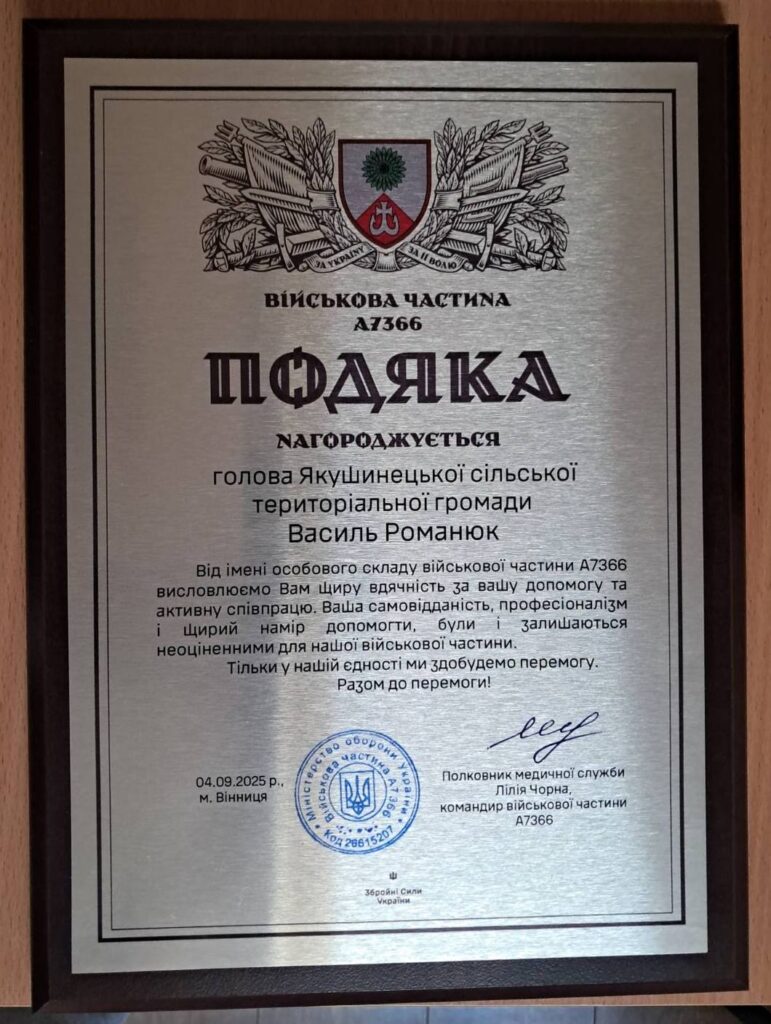 ЗА УКРАЇНУ
ЗА ЇЇ ВОЛЮ
ВІЙСЬКОВА ЧАСТИНА
А7366
ПОДЯКА
НАГОРОДЖУЄТЬСЯ
голова Якушинецької сільської
територіальної громади
Василь Романюк
Від імені особового складу військової частини А7366
висловлюємо Вам щиру вдячність за вашу допомогу та
активну співпрацю. Ваша самовідданість, професіоналізм
і щирий намір допомогти, були і залишаються
неоціненними для нашої військової частини.
Тільки у нашій єдності ми здобудемо перемогу.
Разом до перемоги!
04.09.2025 р.,
м. Вінниця
Міністерство оборони України
Військова частина А7366
Код 26615207
Полковник медичної служби
Лілія Чорна,
командир військової частини
А7366
Збройні Сили
України